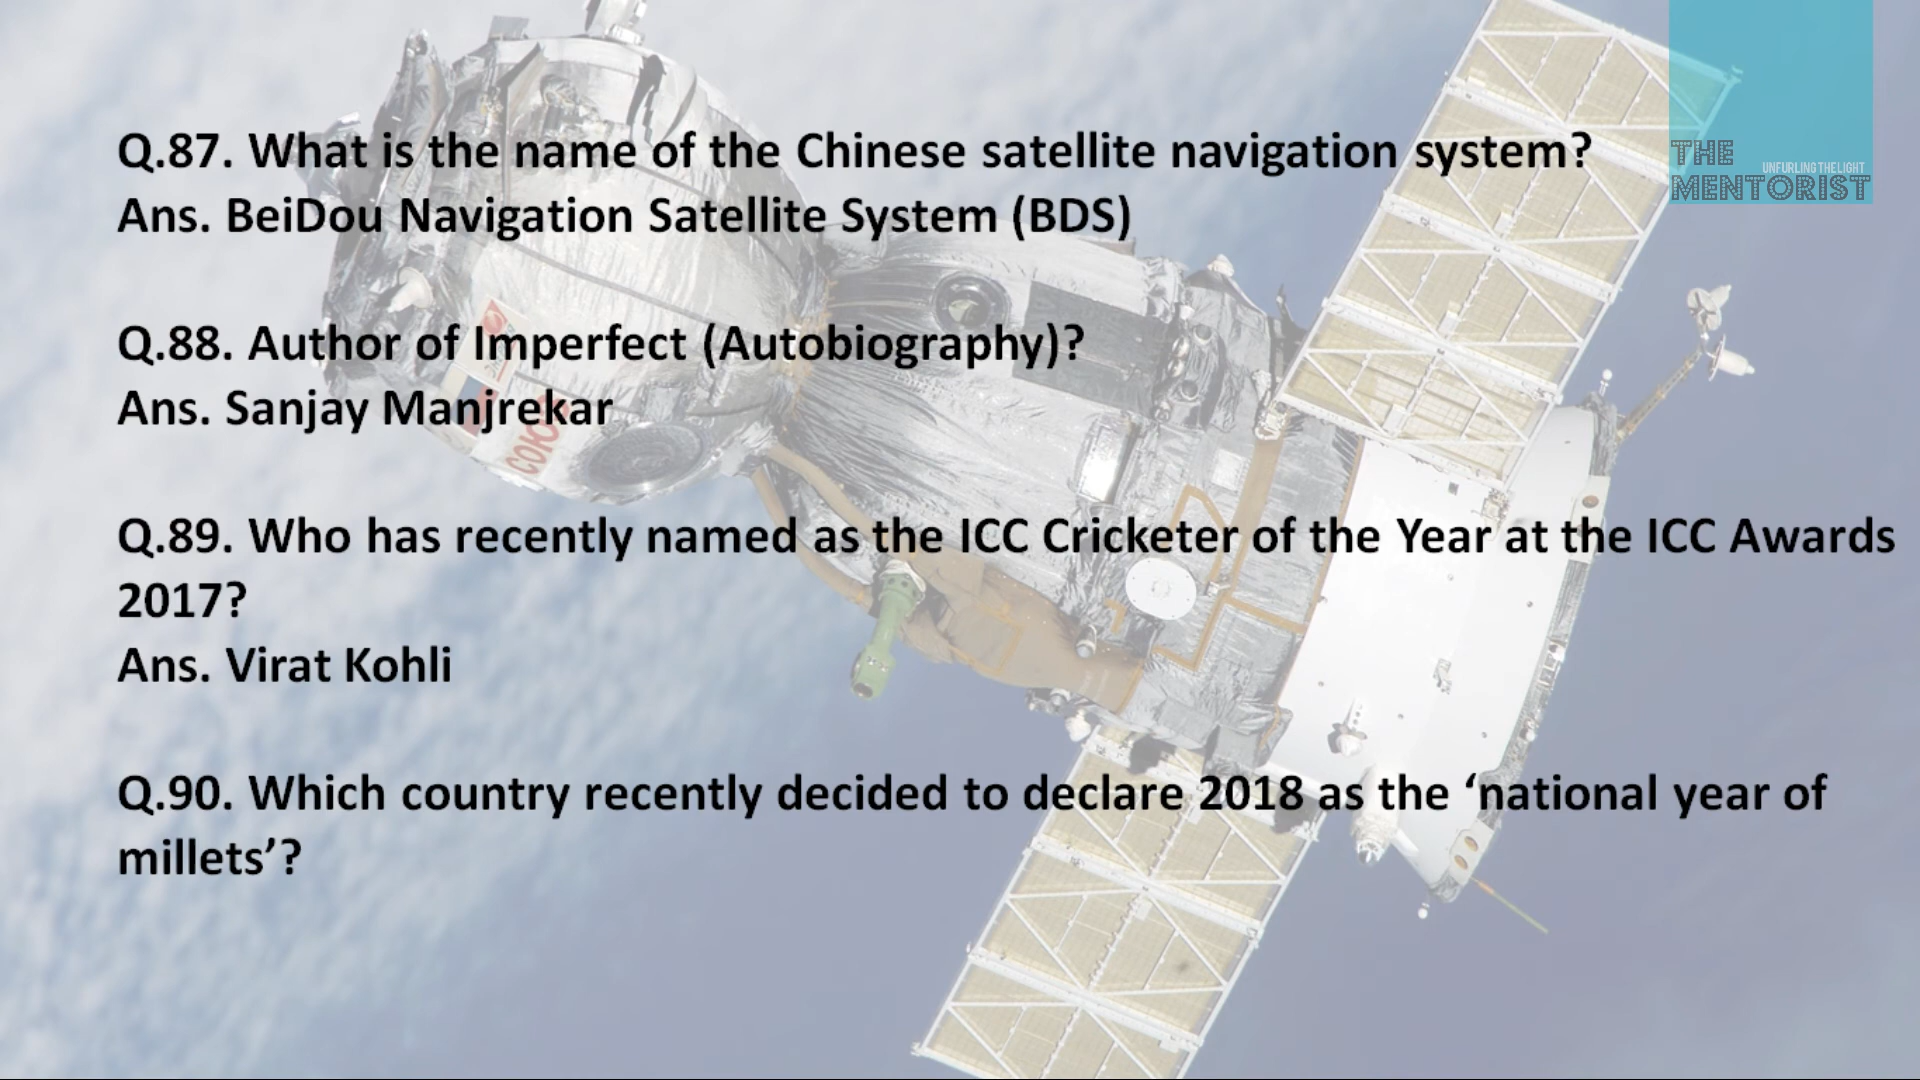 Q.87. What is the name of the Chinese satellite navigation system?
Ans. BeiDou Navigation Satellite System (BDS)
Q.88. Author of Imperfect (Autobiography)?
Ans. Sanjay Manjrekar
Q.89. Who has recently named as the ICC Cricketer of the Year at the ICC Awards
2017?
Ans. Virat Kohli
Q.90. Which country recently decided to declare 2018 as the ‘national year of
millets’?
THE
UNFURLING THE LIGHT
MENTORIST
СОЮЗ